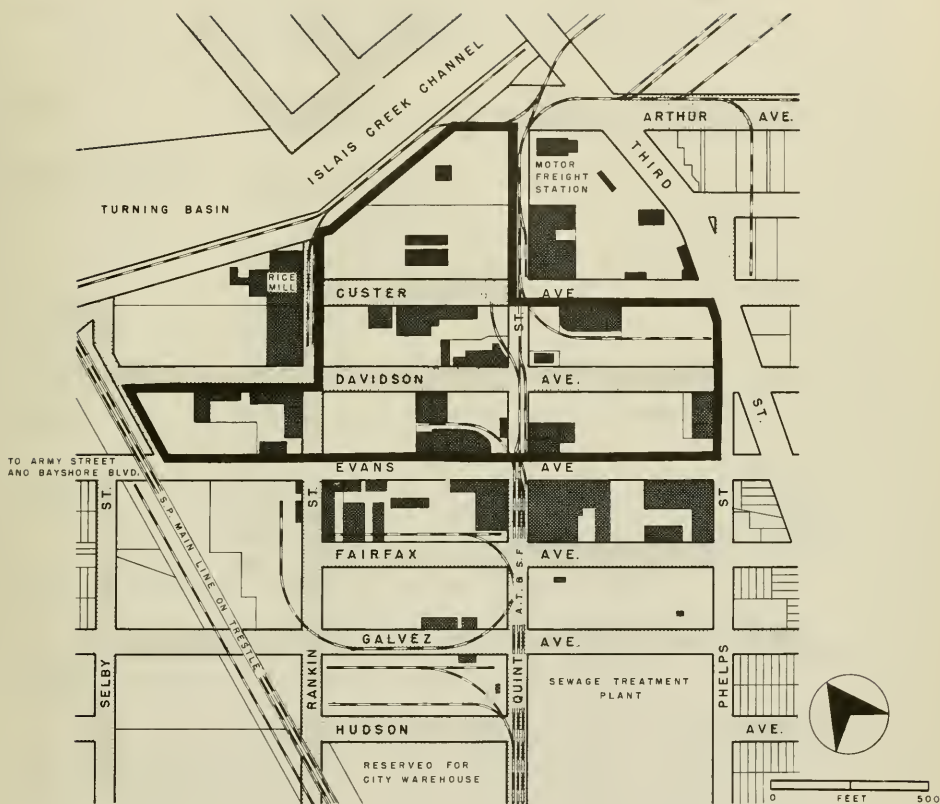 ISLAIS CREEK CHANNEL
TURNING BASIN
ARTHUR AVE.
THIRD
MOTOR
FREIGHT
STATION
RICE
MILL
CUSTER AVE.
ST.
DAVIDSON AVE.
ST.
TO ARMY STREET
AND BAYSHORE BLVD.
EVANS AVE
ST.
ST.
ST
S.P. MAIN LINE ON TRESTLE
FAIRFAX AVE.
A.T. & S.F
GALVEZ AVE.
SELBY
RANKIN
QUINT
PHELPS
SEWAGE TREATMENT
PLANT
HUDSON AVE.
RESERVED FOR
CITY WAREHOUSE
0 FEET 500